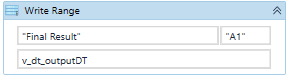 Write Range
"Final Result" "A1"
v_dt_outputDT